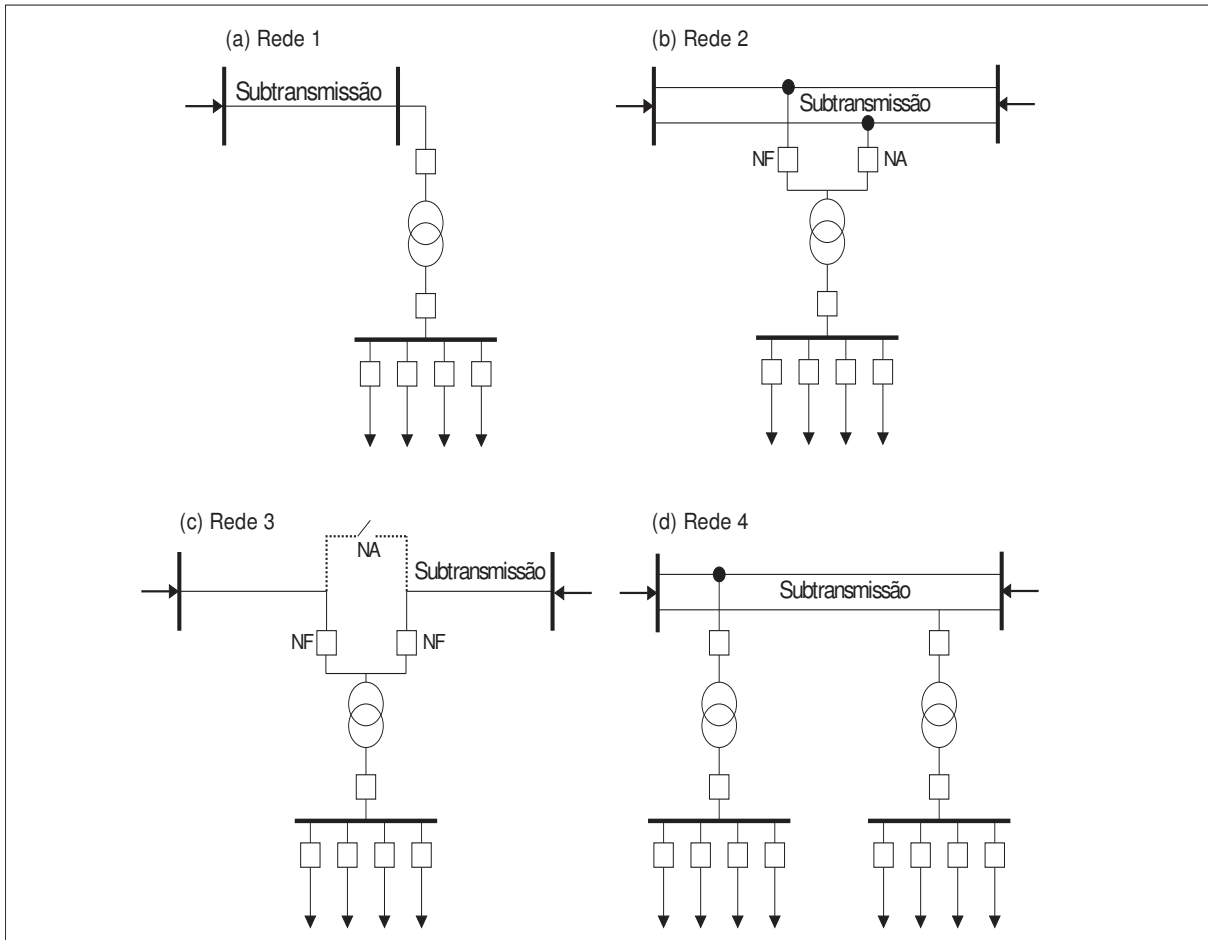 (a) Rede 1
Subtransmissão
(b) Rede 2
Subtransmissão
NF
NA
(c) Rede 3
NA
Subtransmissão
NF
NF
(d) Rede 4
Subtransmissão